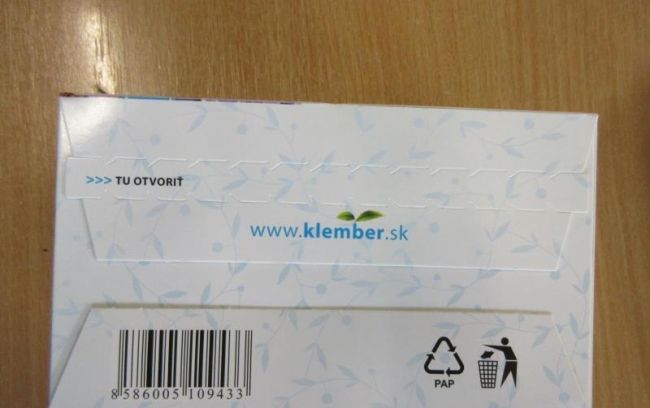 >>> TU OTVORIŤ
www.klember.sk
8 586005 109433
PAP